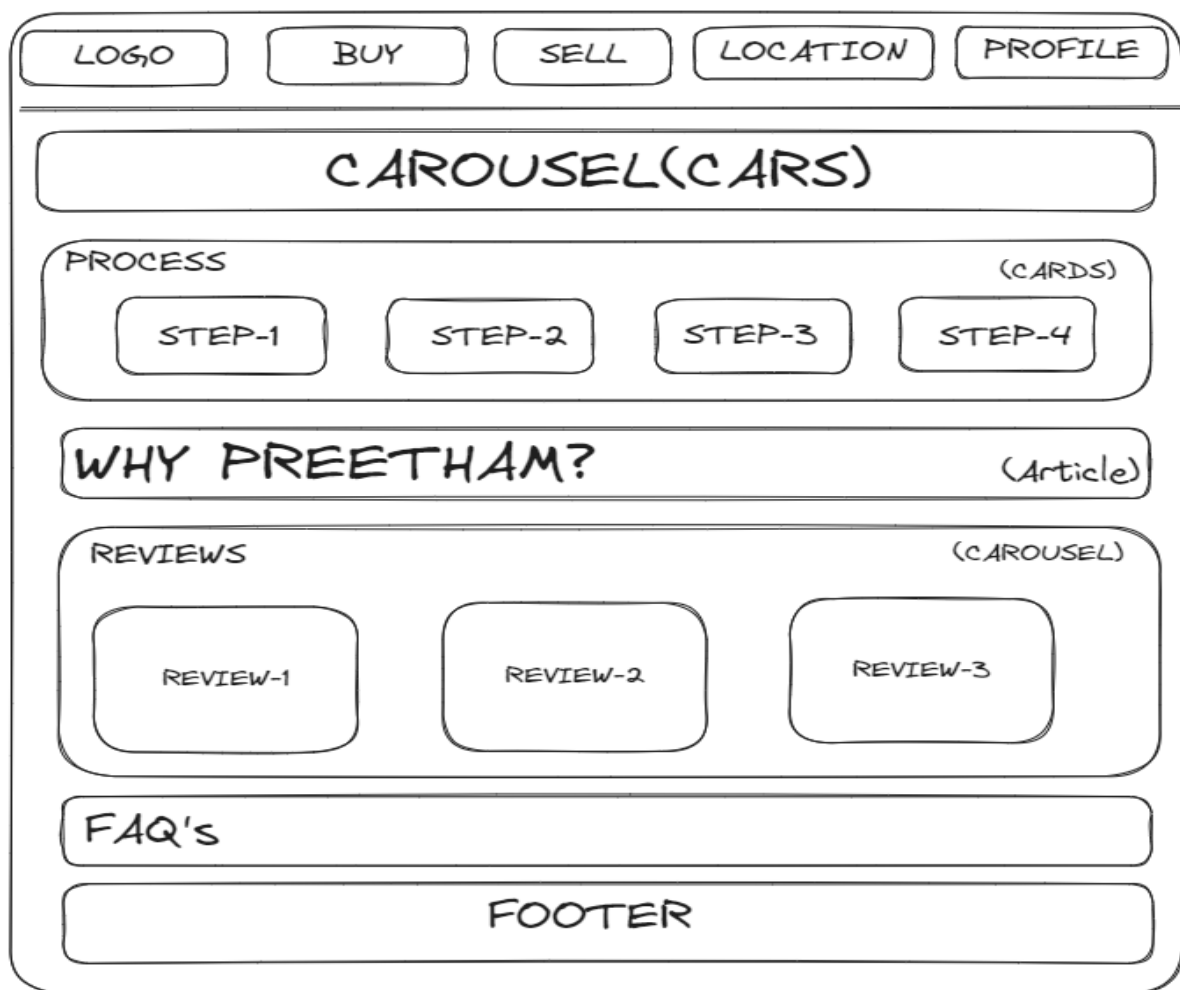 LOGO
BUY
SELL
LOCATION
PROFILE
CAROUSEL(CARS)
PROCESS
(CARDS)
STEP-1
STEP-2
STEP-3
STEP-4
WHY PREETHAM?
(Article)
REVIEWS
(CAROUSEL)
REVIEW-1
REVIEW-2
REVIEW-3
FAQ's
FOOTER